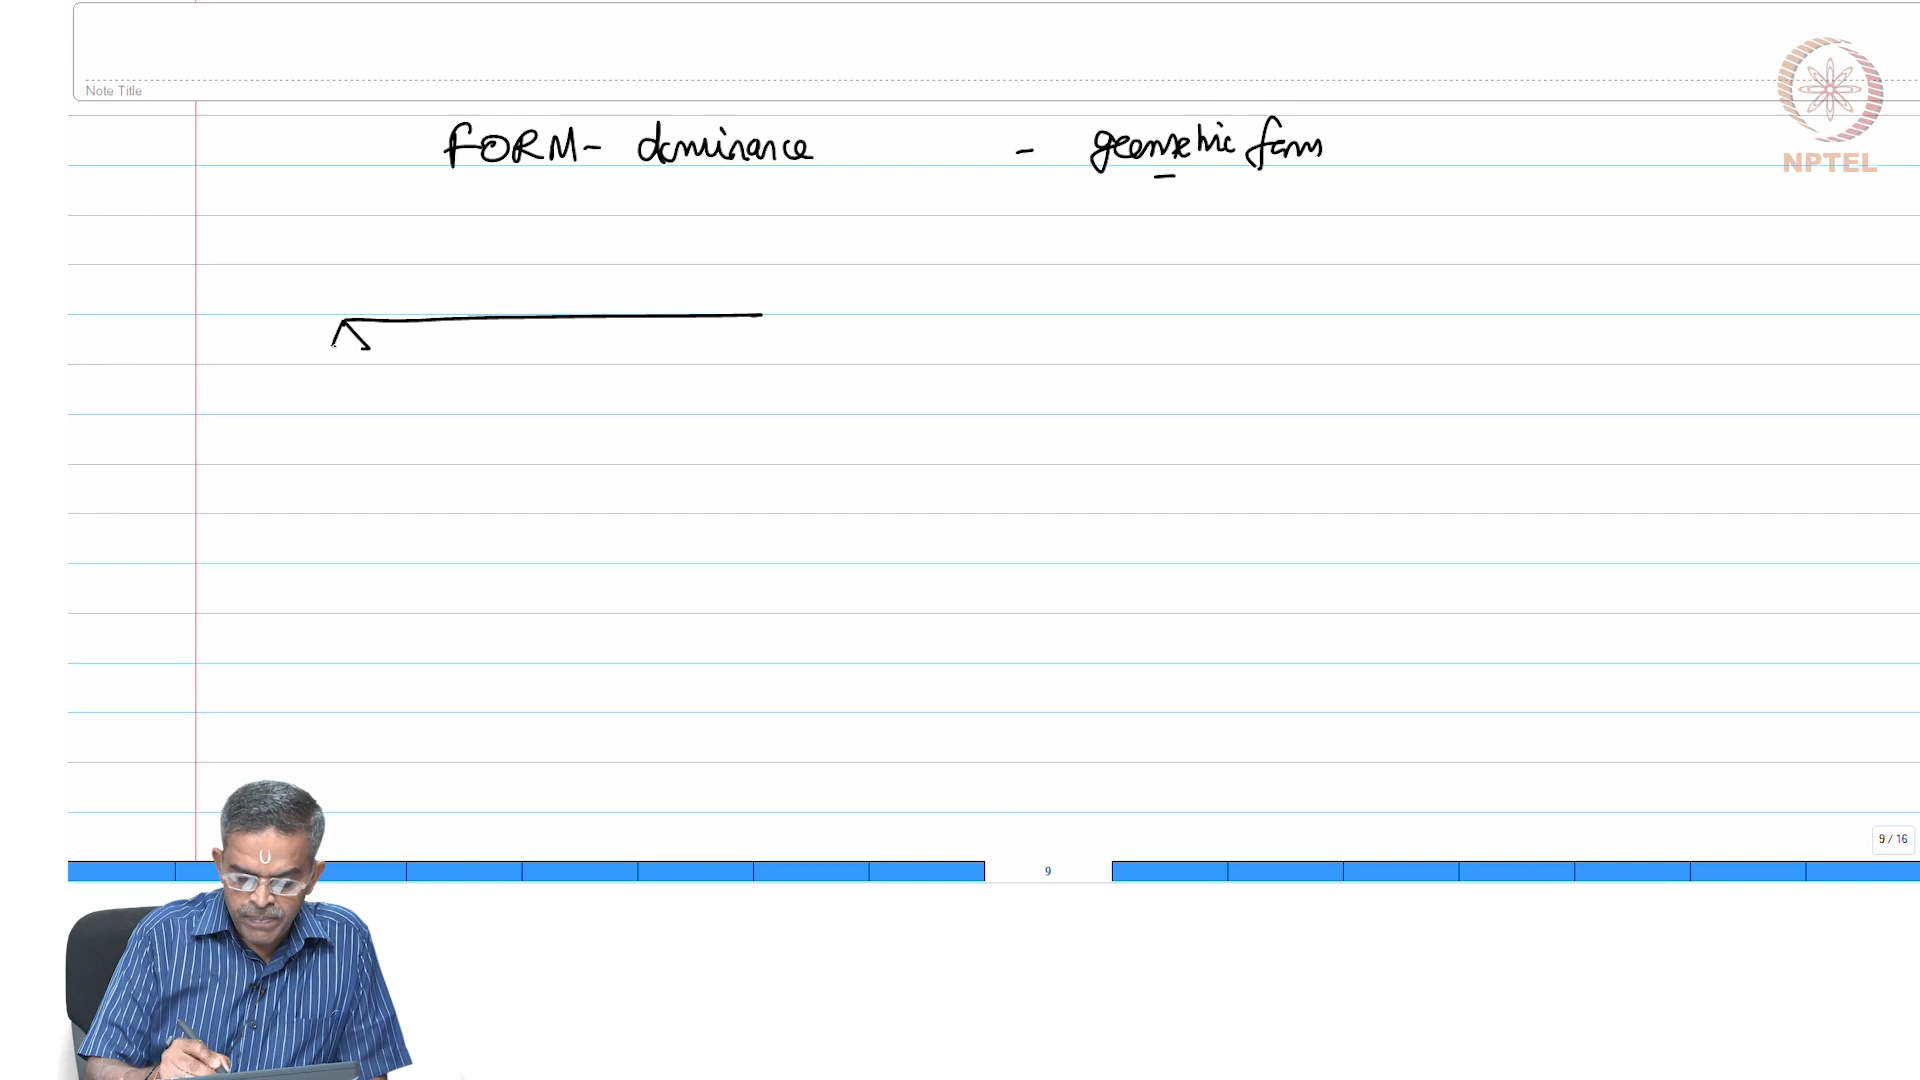 Note Title
FORM - dominance - geometric form
NPTEL
9 / 16
9